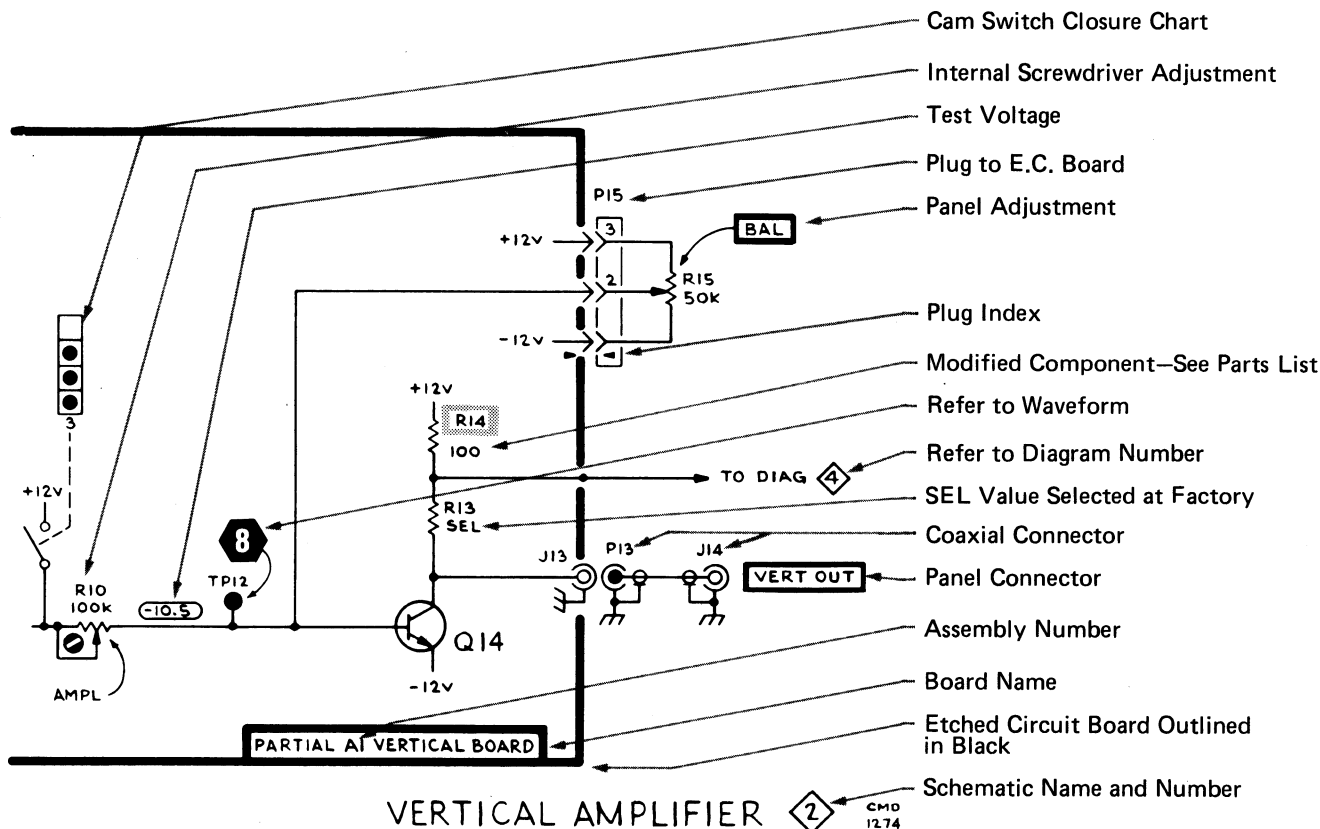 Cam Switch Closure Chart
Internal Screwdriver Adjustment
Test Voltage
Plug to E.C. Board
Panel Adjustment
Plug Index
Modified Component—See Parts List
Refer to Waveform
Refer to Diagram Number
SEL Value Selected at Factory
Coaxial Connector
Panel Connector
Assembly Number
Board Name
Etched Circuit Board Outlined
in Black
Schematic Name and Number
P15
+12V
3
BAL
2
R15
50K
-12V
3
+12V
R14
100
TO DIAG 4
R13
SEL
+12V
8
J13
P13
J14
VERT OUT
R10
100K
-10.5
TP12
Q14
AMPL
-12V
PARTIAL A1 VERTICAL BOARD
VERTICAL AMPLIFIER 2
CMD
1274